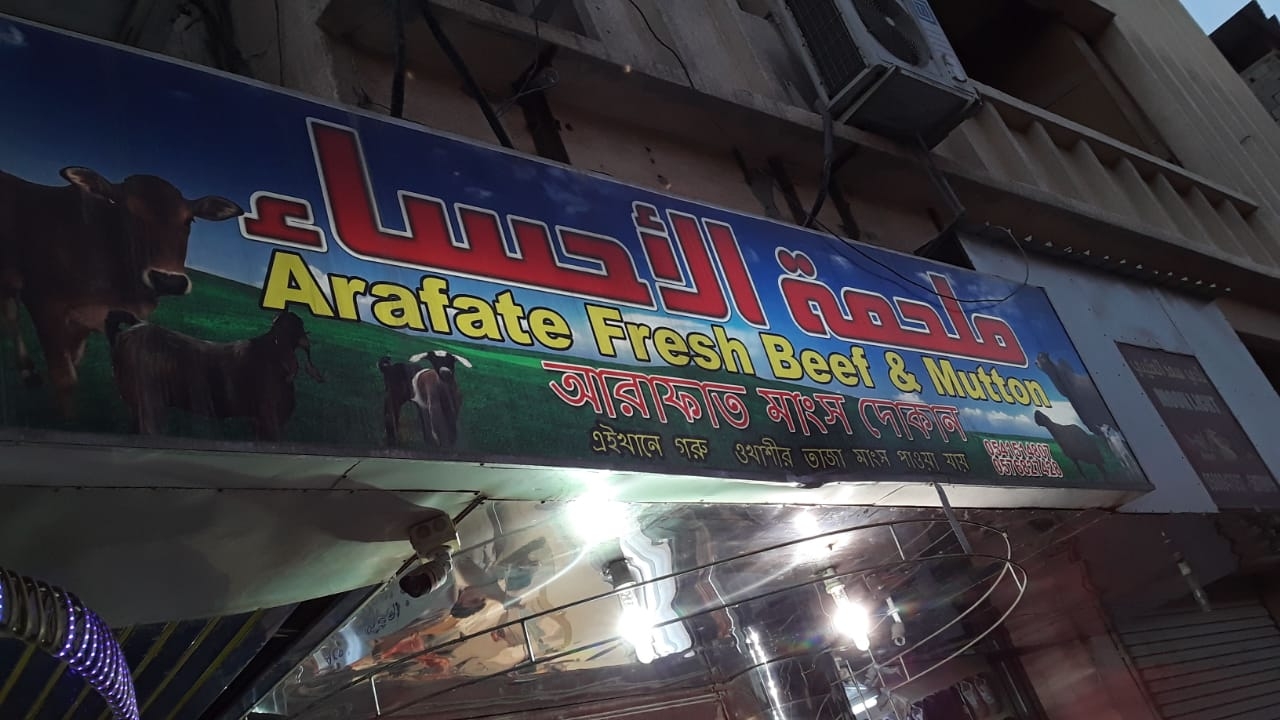 ملحمة الأحساء
Arafate Fresh Beef & Mutton
আরাফাত মাংস দোকান
এইখানে গরু ওখাশীর তাজা মাংস পাওয়া যায়